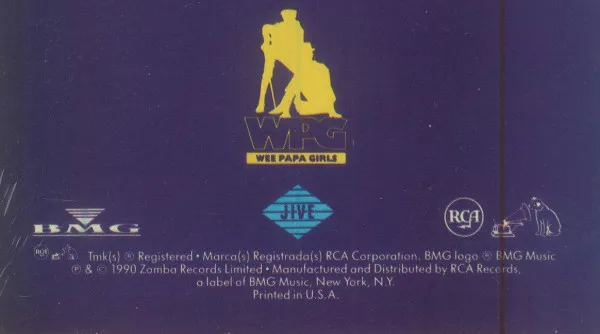 WPG
WEE PAPA GIRLS
JIVE
BMG
RCA
RCA Tmk(s) ® Registered • Marca(s) Registrada(s) RCA Corporation. BMG logo ® BMG Music
℗ & © 1990 Zomba Records Limited • Manufactured and Distributed by RCA Records,
a label of BMG Music, New York, N.Y.
Printed in U.S.A.